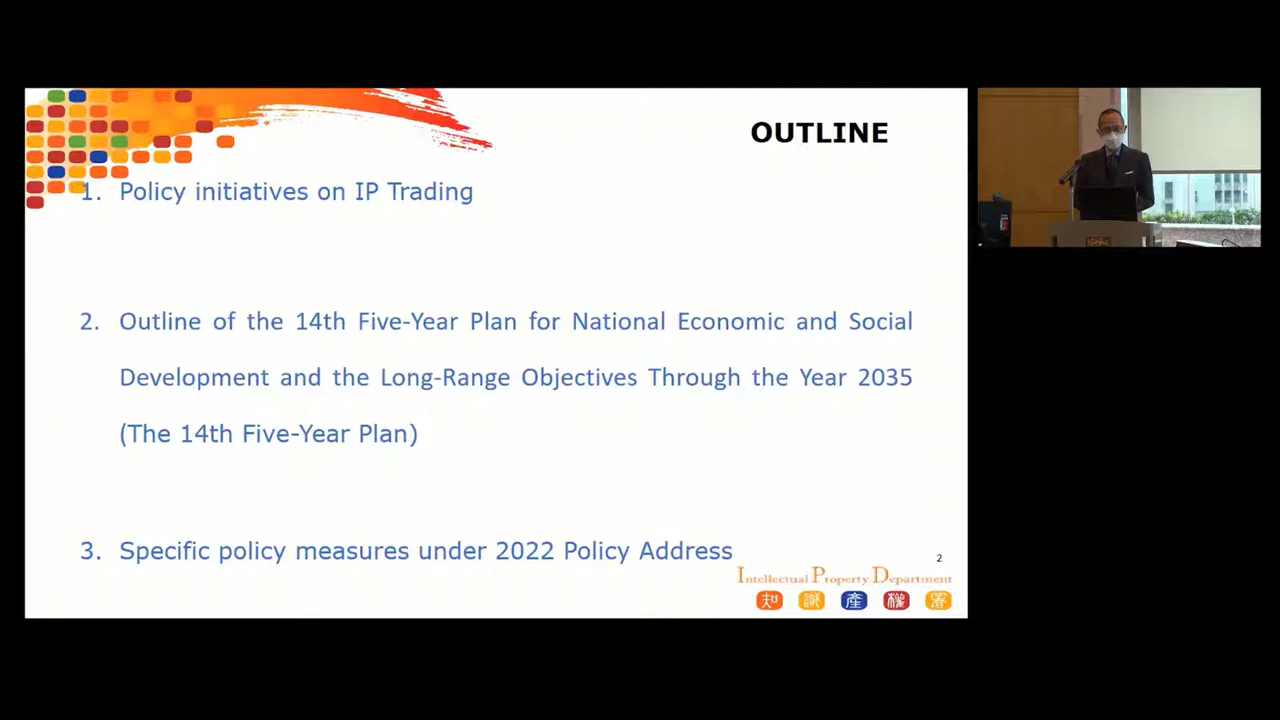 OUTLINE
1. Policy initiatives on IP Trading
2. Outline of the 14th Five-Year Plan for National Economic and Social
Development and the Long-Range Objectives Through the Year 2035
(The 14th Five-Year Plan)
3. Specific policy measures under 2022 Policy Address
2
Intellectual Property Department
知識產權署